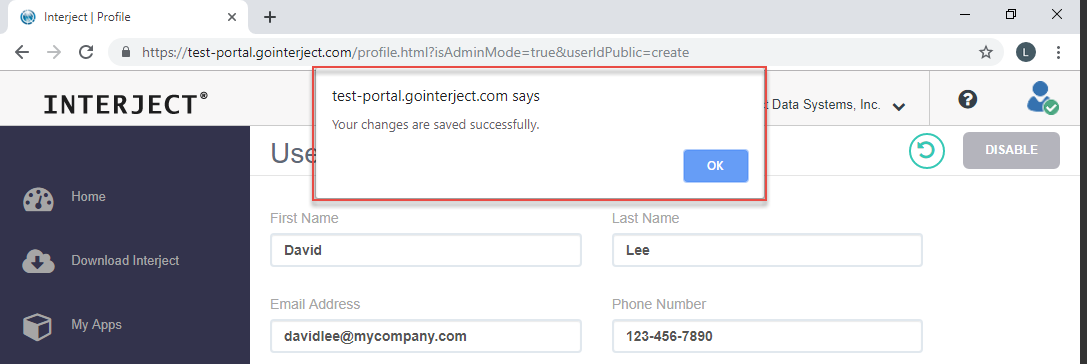 Interject | Profile
https://test-portal.gointerject.com/profile.html?isAdminMode=true&userIdPublic=create
L
test-portal.gointerject.com says
Your changes are saved successfully.
OK
INTERJECT®
t Data Systems, Inc.
Use
DISABLE
Home
Download Interject
My Apps
First Name
Last Name
David
Lee
Email Address
Phone Number
davidlee@mycompany.com
123-456-7890